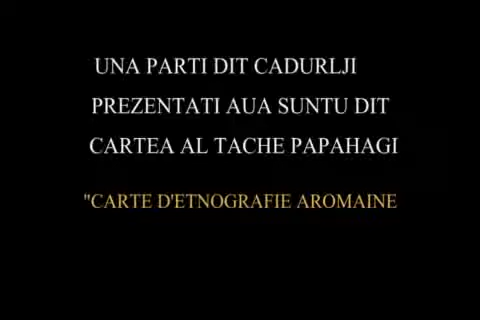 UNA PARTI DIT CADURLJI
PREZENTATI AUA SUNTU DIT
CARTEA AL TACHE PAPAHAGI
"CARTE D'ETNOGRAFIE AROMAINE